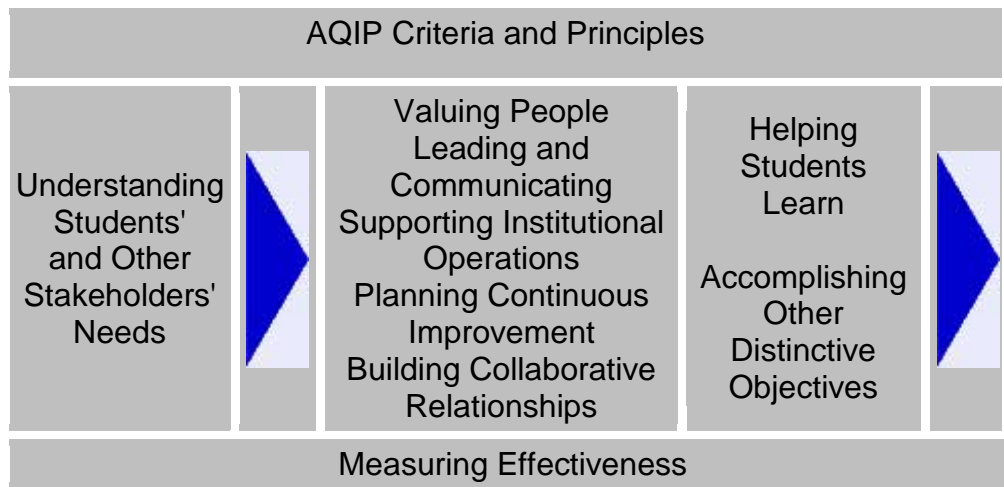 AQIP Criteria and Principles
Understanding
Students'
and Other
Stakeholders'
Needs
Valuing People
Leading and
Communicating
Supporting Institutional
Operations
Planning Continuous
Improvement
Building Collaborative
Relationships
Helping
Students
Learn
Accomplishing
Other
Distinctive
Objectives
Measuring Effectiveness